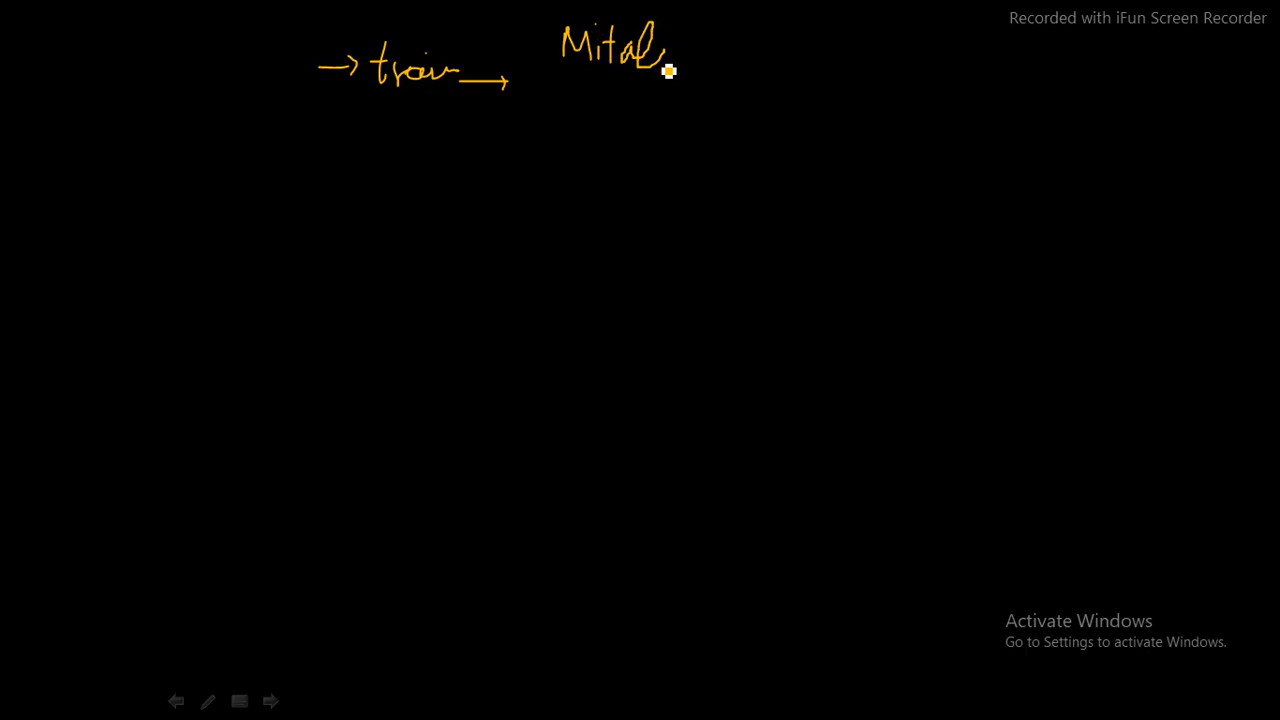 Recorded with iFun Screen Recorder
→ train → Mital
Activate Windows
Go to Settings to activate Windows.